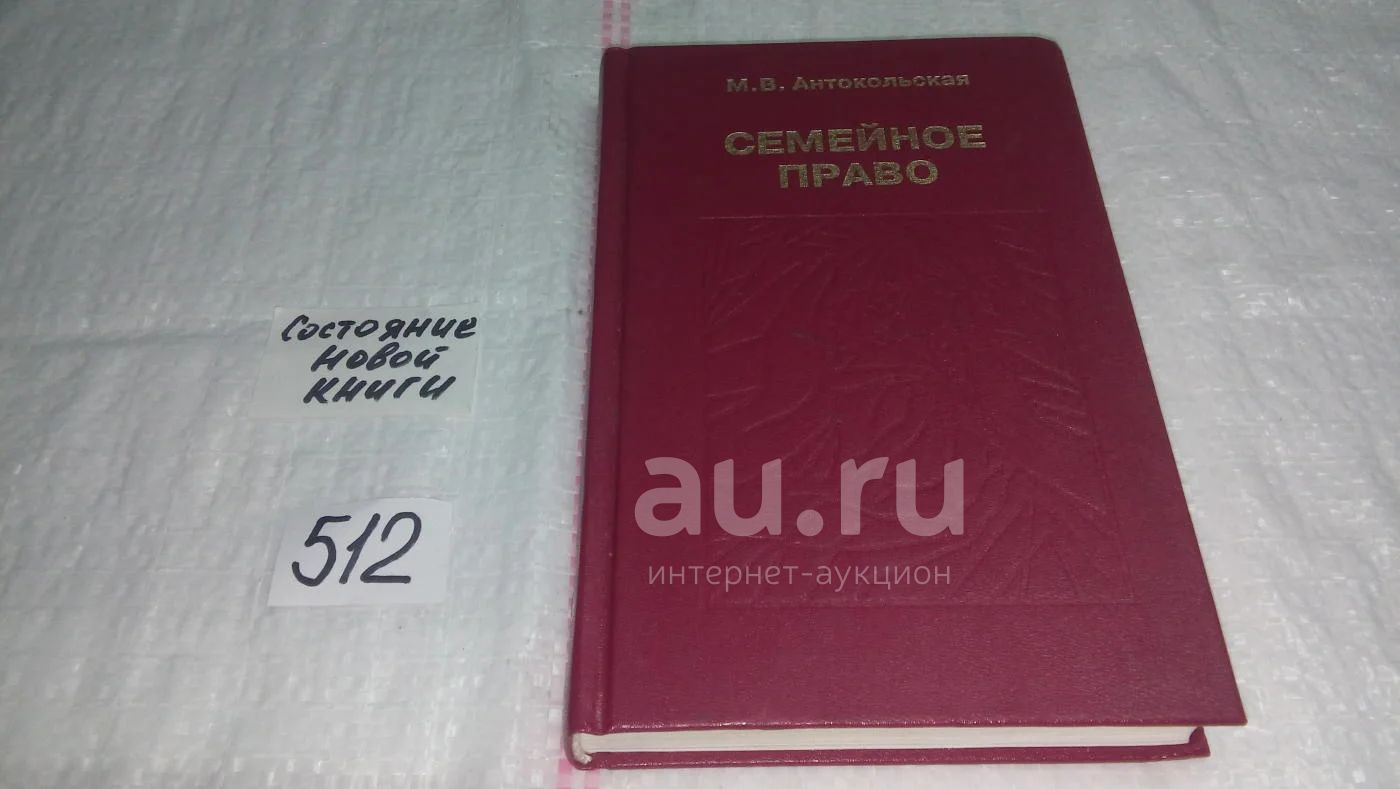 М.В. Антокольская
СЕМЕЙНОЕ
ПРАВО
Состояние
новой
книги
512
au.ru
интернет-аукцион